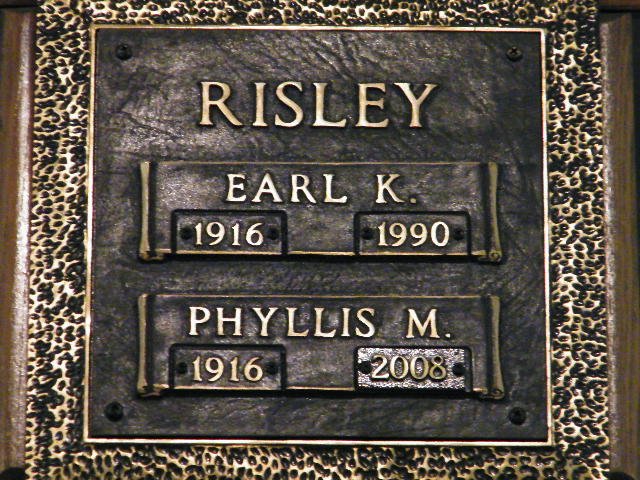 RISLEY
EARL K.
1916 1990
PHYLLIS M.
1916 2008